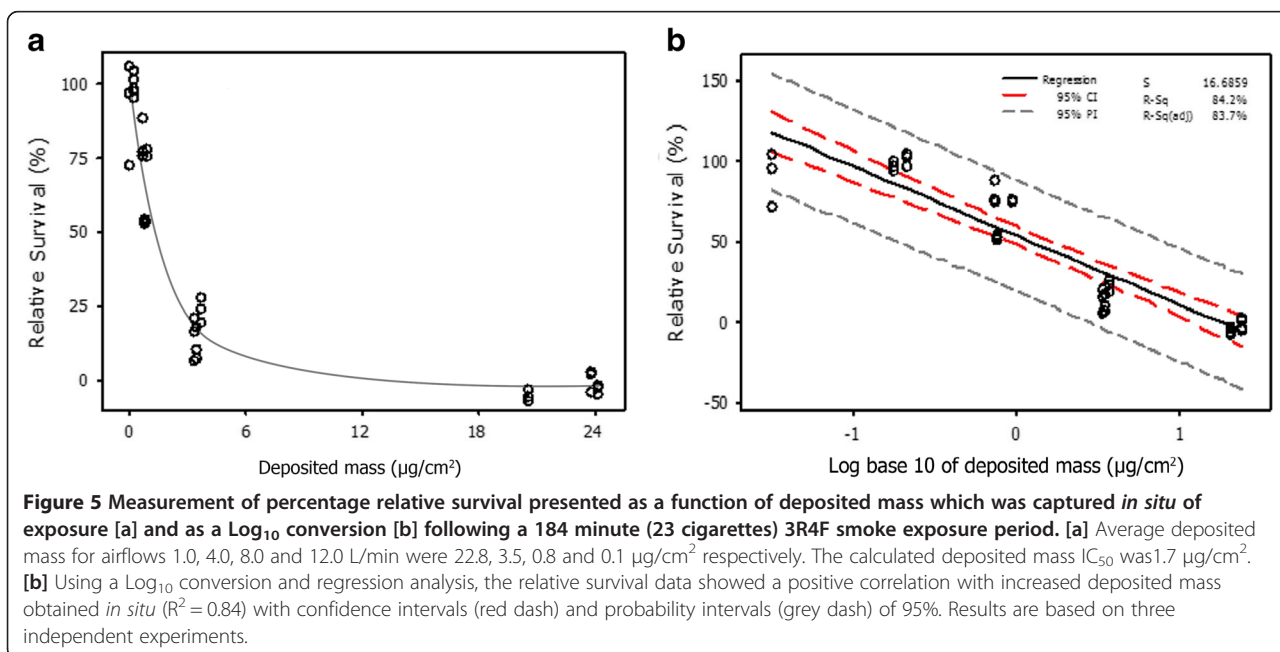 a
100
75
50
25
0
Relative Survival (%)
0 6 12 18 24
Deposited mass (µg/cm²)
b
150
100
50
0
-50
Relative Survival (%)
Regression
95% CI
95% PI
S 16.6859
R-Sq 84.2%
R-Sq(adj) 83.7%
-1 0 1
Log base 10 of deposited mass (µg/cm²)
Figure 5 Measurement of percentage relative survival presented as a function of deposited mass which was captured in situ of
exposure [a] and as a Log₁₀ conversion [b] following a 184 minute (23 cigarettes) 3R4F smoke exposure period. [a] Average deposited
mass for airflows 1.0, 4.0, 8.0 and 12.0 L/min were 22.8, 3.5, 0.8 and 0.1 µg/cm² respectively. The calculated deposited mass IC₅₀ was1.7 µg/cm².
[b] Using a Log₁₀ conversion and regression analysis, the relative survival data showed a positive correlation with increased deposited mass
obtained in situ (R² = 0.84) with confidence intervals (red dash) and probability intervals (grey dash) of 95%. Results are based on three
independent experiments.